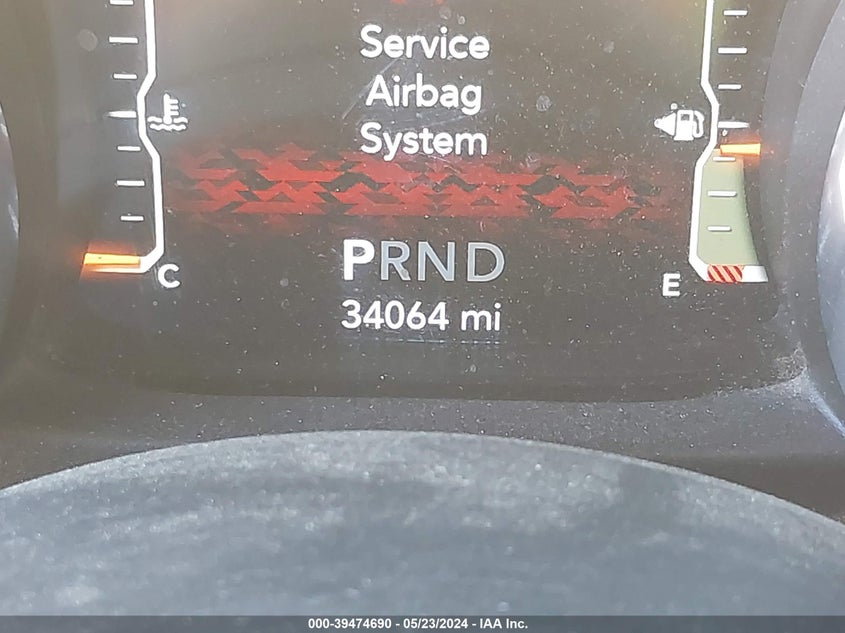 Service
Airbag
System
PRND
C
E
34064 mi
000-39474690 - 05/23/2024 - IAA Inc.